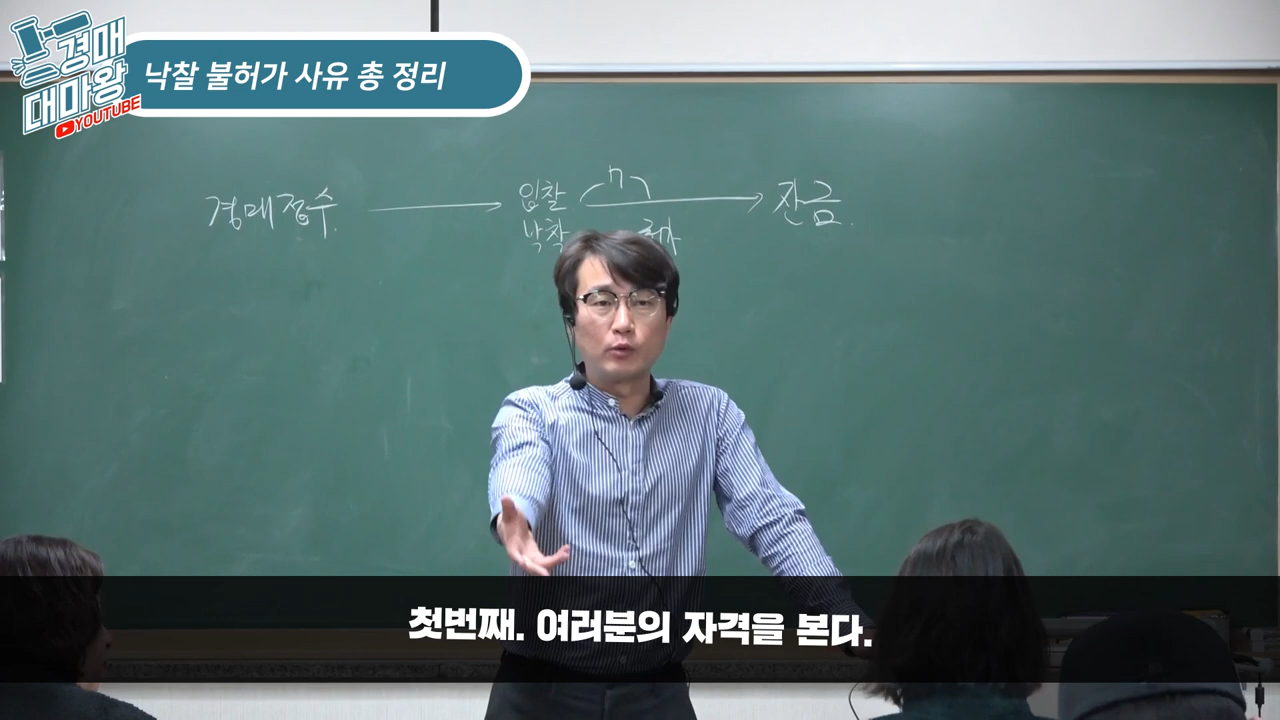 경매
대마왕
YOUTUBE
낙찰 불허가 사유 총 정리
경매접수. 입찰 잔금.
낙찰
첫번째. 여러분의 자격을 본다.